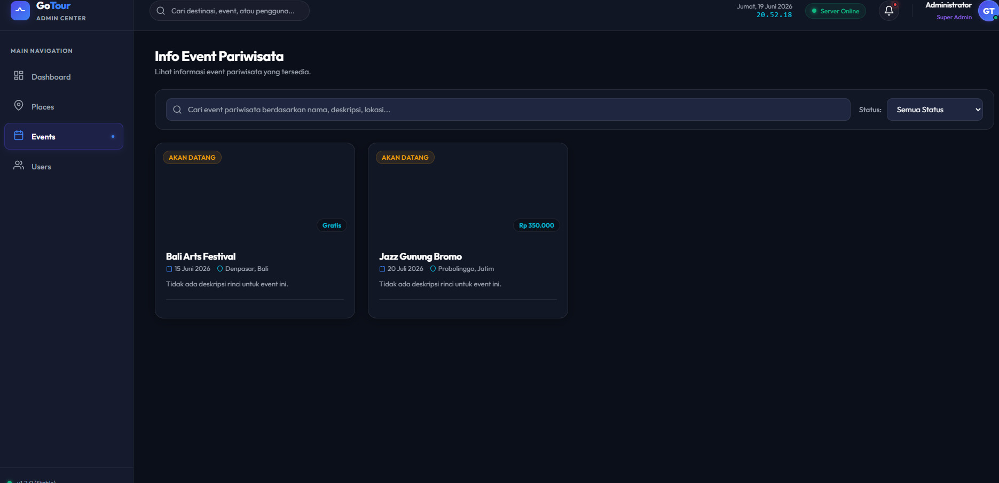 GoTour
ADMIN CENTER
Cari destinasi, event, atau pengguna...
Jumat, 19 Juni 2026
20.52.18
Server Online
Administrator
Super Admin
GT
MAIN NAVIGATION
Dashboard
Places
Events
Users
v1.2.0 (Stable)
Info Event Pariwisata
Lihat informasi event pariwisata yang tersedia.
Cari event pariwisata berdasarkan nama, deskripsi, lokasi...
Status:
Semua Status
AKAN DATANG
Gratis
Bali Arts Festival
15 Juni 2026
Denpasar, Bali
Tidak ada deskripsi rinci untuk event ini.
AKAN DATANG
Rp 350.000
Jazz Gunung Bromo
20 Juli 2026
Probolinggo, Jatim
Tidak ada deskripsi rinci untuk event ini.